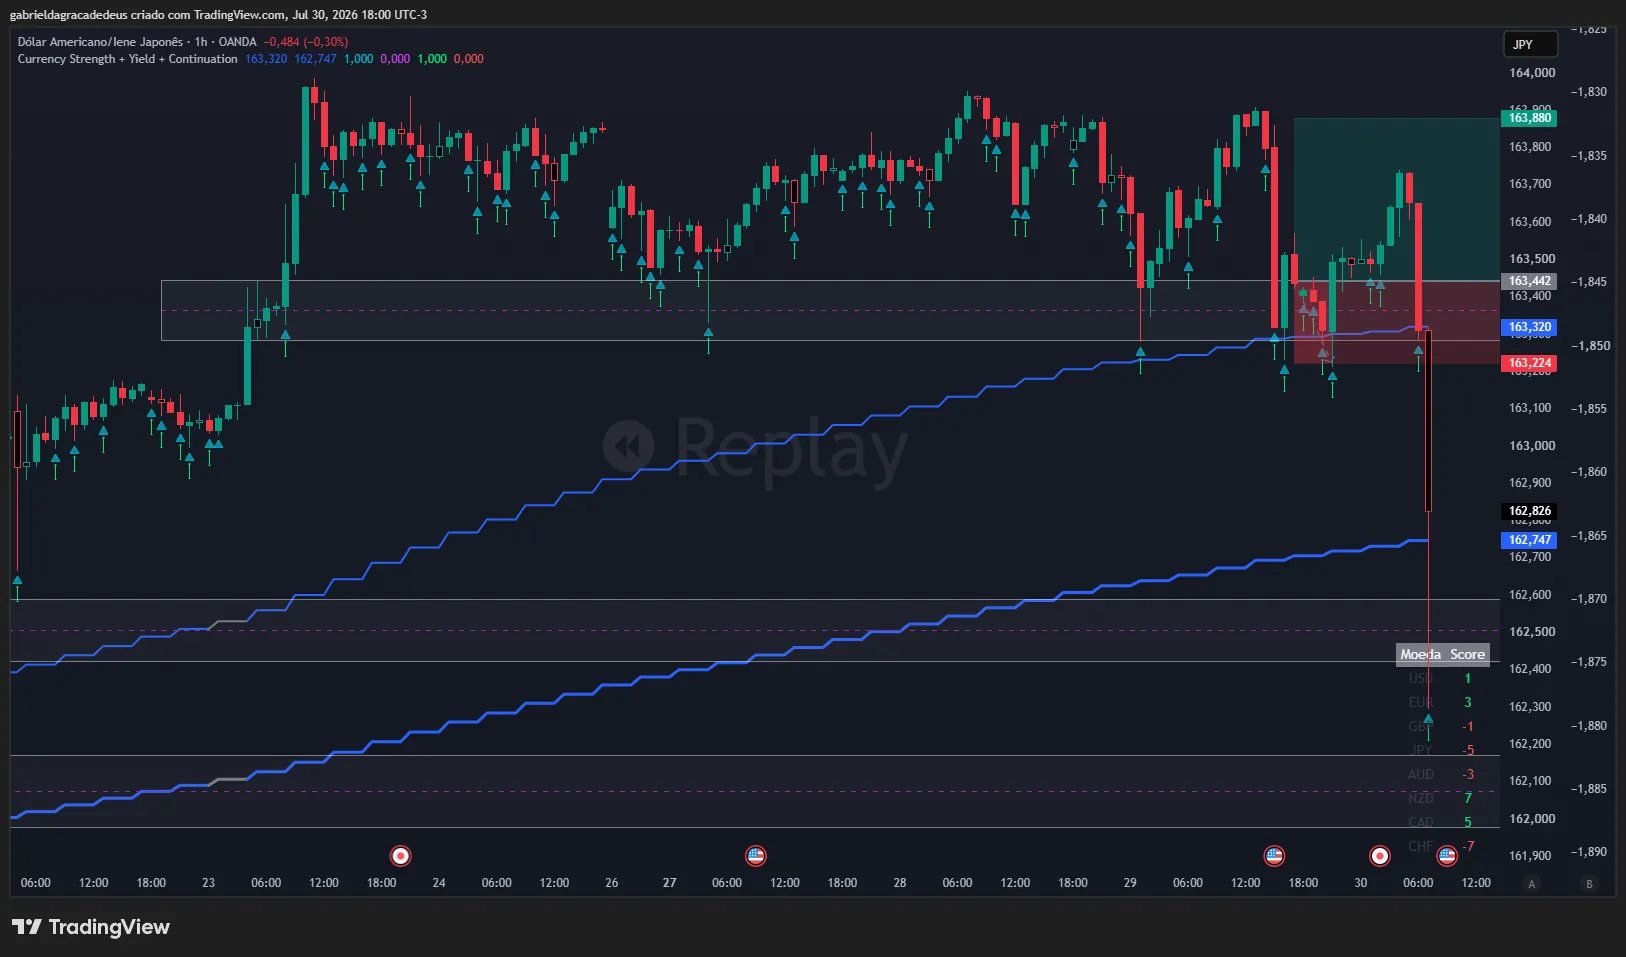 gabrieldagracadedeus criado com TradingView.com, Jul 30, 2026 18:00 UTC-3
Dólar Americano/Iene Japonês · 1h · OANDA −0,484 (−0,30%)
Currency Strength + Yield + Continuation 163,320 162,747 1,000 0,000 1,000 0,000
JPY
164,000
163,880
163,800
163,700
163,600
163,500
163,442
163,400
163,320
163,224
163,100
163,000
162,900
162,826
162,747
162,700
162,600
162,500
162,400
162,300
162,200
162,100
162,000
161,900
−1,825
−1,830
−1,835
−1,840
−1,845
−1,850
−1,855
−1,860
−1,865
−1,870
−1,875
−1,880
−1,885
−1,890
Replay
Moeda Score
USD 1
EUR 3
GBP -1
JPY -5
AUD -3
NZD 7
CAD 5
CHF -7
06:00 12:00 18:00 23 06:00 12:00 18:00 24 06:00 12:00 26 27 06:00 12:00 18:00 28 06:00 12:00 18:00 29 06:00 12:00 18:00 30 06:00 12:00 A B
TradingView